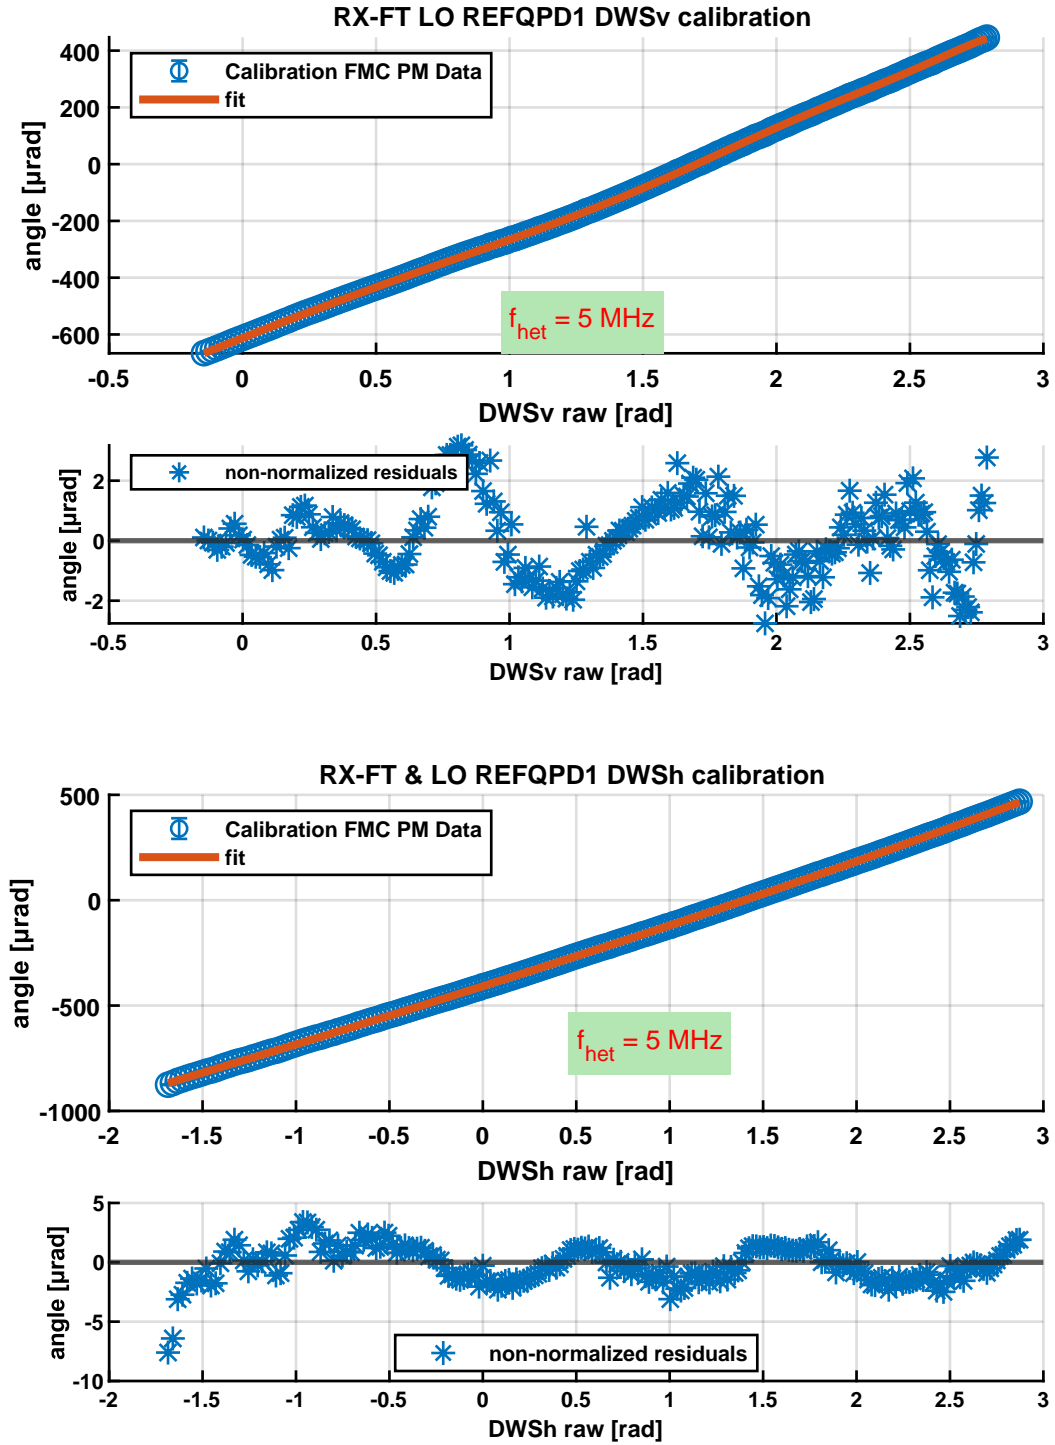 RX-FT LO REFQPD1 DWSv calibration
angle [µrad]
400
200
0
-200
-400
-600
Calibration FMC PM Data
fit
f_het = 5 MHz
-0.5 0 0.5 1 1.5 2 2.5 3
DWSv raw [rad]
angle [µrad]
2
0
-2
non-normalized residuals
-0.5 0 0.5 1 1.5 2 2.5 3
DWSv raw [rad]
RX-FT & LO REFQPD1 DWSh calibration
angle [µrad]
500
0
-500
-1000
Calibration FMC PM Data
fit
f_het = 5 MHz
-2 -1.5 -1 -0.5 0 0.5 1 1.5 2 2.5 3
DWSh raw [rad]
angle [µrad]
5
0
-5
-10
non-normalized residuals
-2 -1.5 -1 -0.5 0 0.5 1 1.5 2 2.5 3
DWSh raw [rad]